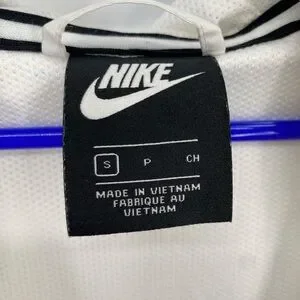 NIKE
S P CH
MADE IN VIETNAM
FABRIQUE AU
VIETNAM